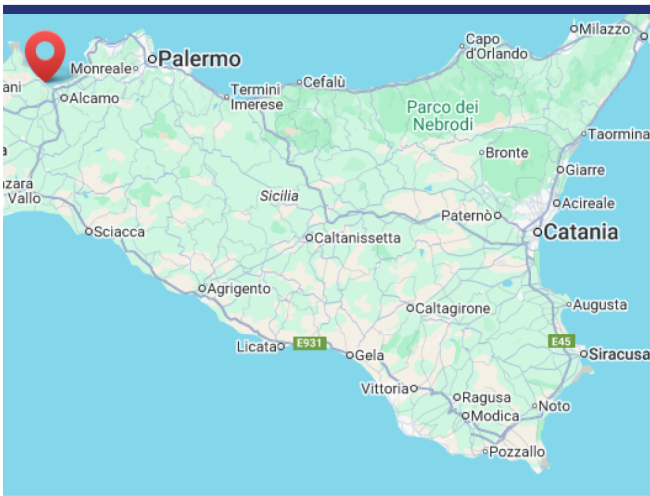 Milazzo
Capo
d'Orlando
Palermo
Monreale
ani
Alcamo
Termini
Imerese
Cefalù
Parco dei
Nebrodi
Taormina
Bronte
Giarre
zara
Vallo
Sicilia
Acireale
Paternò
Catania
Sciacca
Caltanissetta
Agrigento
Caltagirone
Augusta
Licata
E931
Gela
E45
Siracusa
Vittoria
Ragusa
Modica
Noto
Pozzallo